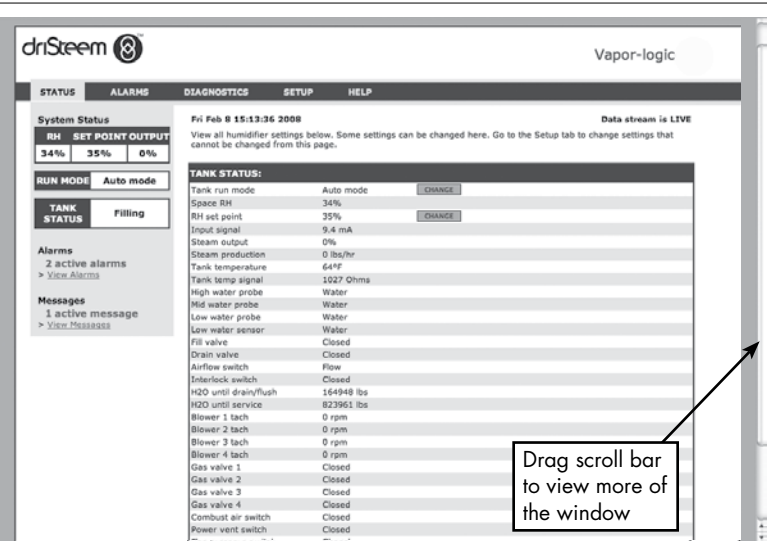 driSteem
Vapor-logic
STATUS ALARMS DIAGNOSTICS SETUP HELP
System Status
RH SET POINT OUTPUT
34% 35% 0%
RUN MODE Auto mode
TANK STATUS Filling
Alarms
2 active alarms
> View Alarms
Messages
1 active message
> View Messages
Fri Feb 8 15:13:36 2008 Data stream is LIVE
View all humidifier settings below. Some settings can be changed here. Go to the Setup tab to change settings that
cannot be changed from this page.
TANK STATUS:
Tank run mode Auto mode CHANGE
Space RH 34%
RH set point 35% CHANGE
Input signal 9.4 mA
Steam output 0%
Steam production 0 lbs/hr
Tank temperature 64°F
Tank temp signal 1027 Ohms
High water probe Water
Mid water probe Water
Low water probe Water
Low water sensor Water
Fill valve Closed
Drain valve Closed
Airflow switch Flow
Interlock switch Closed
H2O until drain/flush 164948 lbs
H2O until service 823961 lbs
Blower 1 tach 0 rpm
Blower 2 tach 0 rpm
Blower 3 tach 0 rpm
Blower 4 tach 0 rpm
Gas valve 1 Closed
Gas valve 2 Closed
Gas valve 3 Closed
Gas valve 4 Closed
Combust air switch Closed
Power vent switch Closed
Drag scroll bar
to view more of
the window